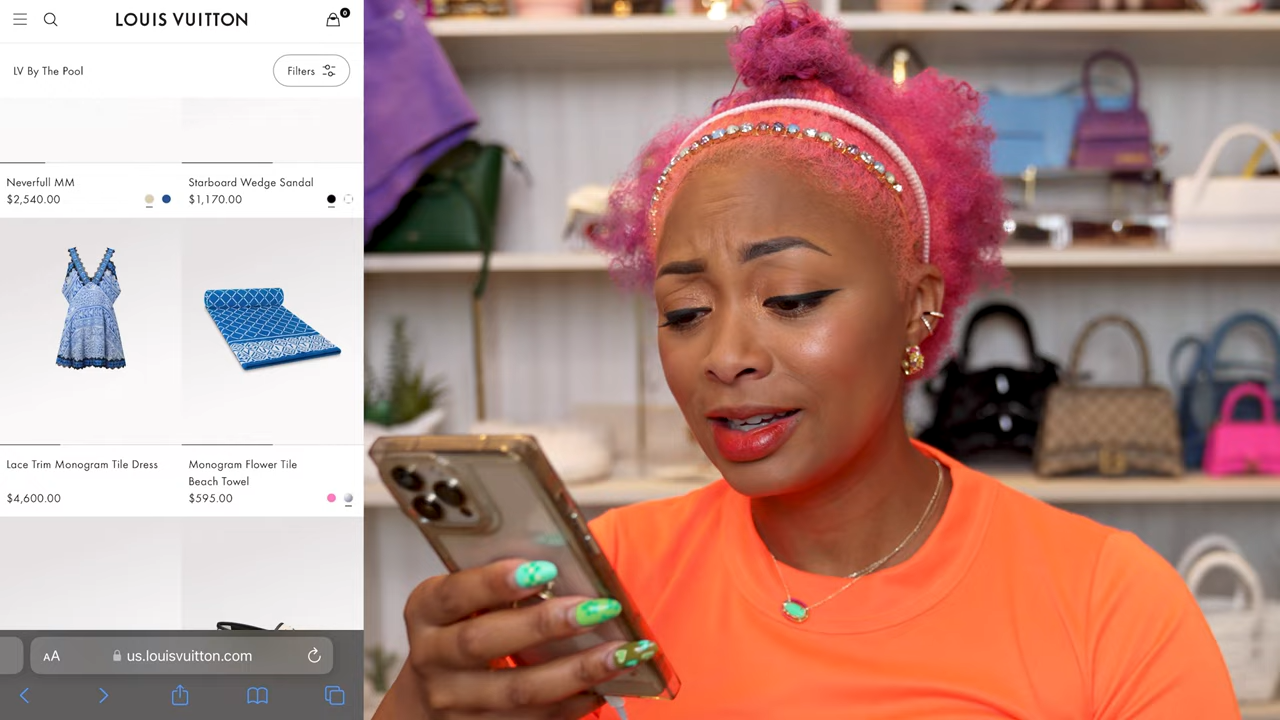 LOUIS VUITTON
0
LV By The Pool
Filters
Neverfull MM
$2,540.00
Starboard Wedge Sandal
$1,170.00
Lace Trim Monogram Tile Dress
$4,600.00
Monogram Flower Tile
Beach Towel
$595.00
AA
us.louisvuitton.com